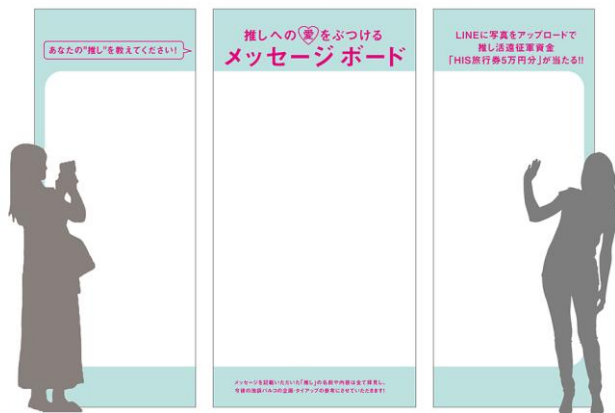 あなたの"推し"を教えてください！
推しへの愛をぶつける
メッセージボード
LINEに写真をアップロードで
推し活遠征軍資金
「HIS旅行券5万円分」が当たる!!
メッセージを記載いただいた「推し」の名前や内容は全て拝見し、
今後の池袋パルコの企画・タイアップの参考にさせていただきます！